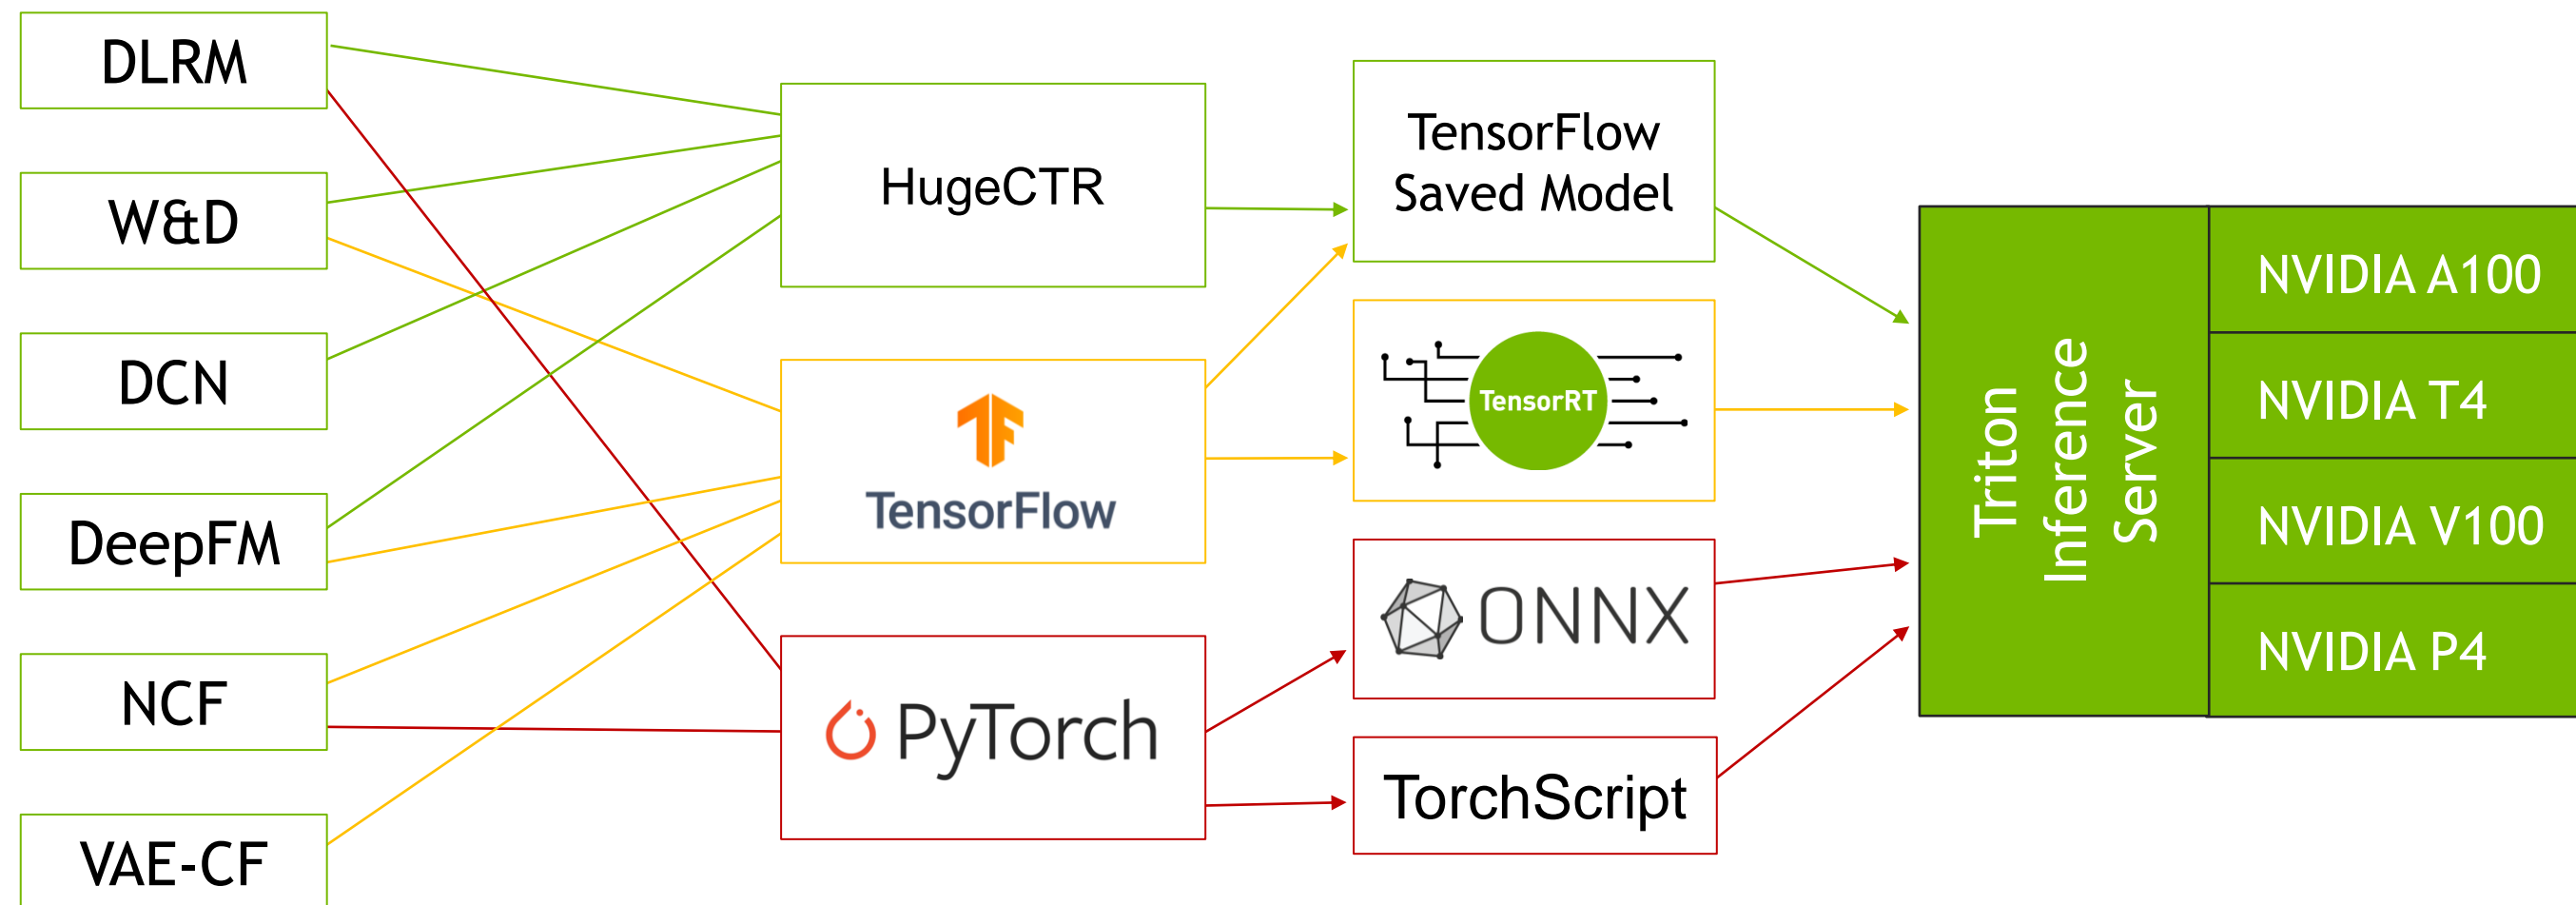 DLRM
W&D
DCN
DeepFM
NCF
VAE-CF
HugeCTR
TensorFlow
PyTorch
TensorFlow
Saved Model
TensorRT
ONNX
TorchScript
Triton
Inference
Server
NVIDIA A100
NVIDIA T4
NVIDIA V100
NVIDIA P4